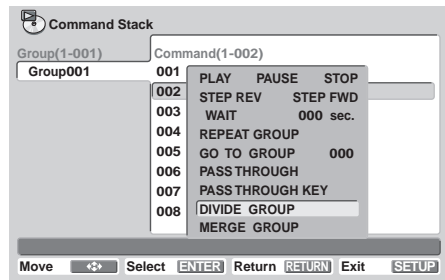 Command Stack
Group(1-001) Command(1-002)
Group001
001
002
003
004
005
006
007
008
PLAY PAUSE STOP
STEP REV STEP FWD
WAIT 000 sec.
REPEAT GROUP
GO TO GROUP 000
PASS THROUGH
PASS THROUGH KEY
DIVIDE GROUP
MERGE GROUP
Move Select ENTER Return RETURN Exit SETUP